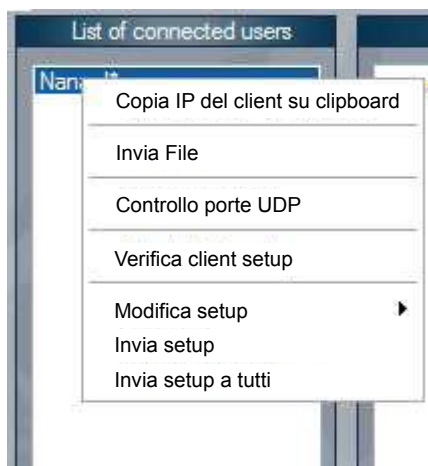 List of connected users
Copia IP del client su clipboard
Invia File
Controllo porte UDP
Verifica client setup
Modifica setup
Invia setup
Invia setup a tutti